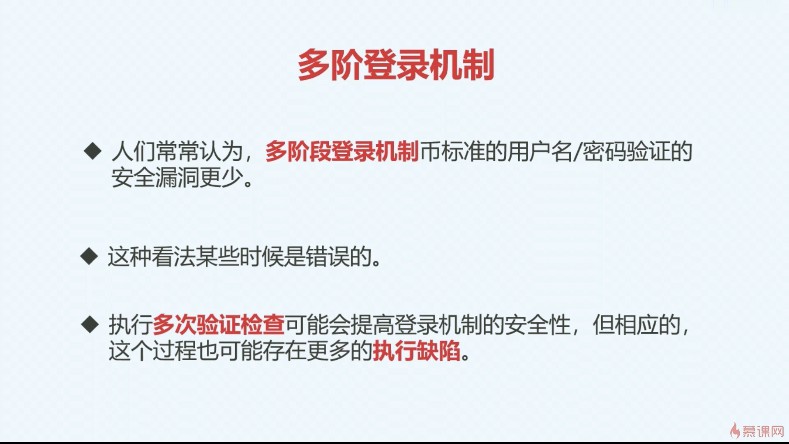 多阶登录机制
◆ 人们常常认为，多阶段登录机制币标准的用户名/密码验证的
安全漏洞更少。
◆ 这种看法某些时候是错误的。
◆ 执行多次验证检查可能会提高登录机制的安全性，但相应的，
这个过程也可能存在更多的执行缺陷。
慕课网